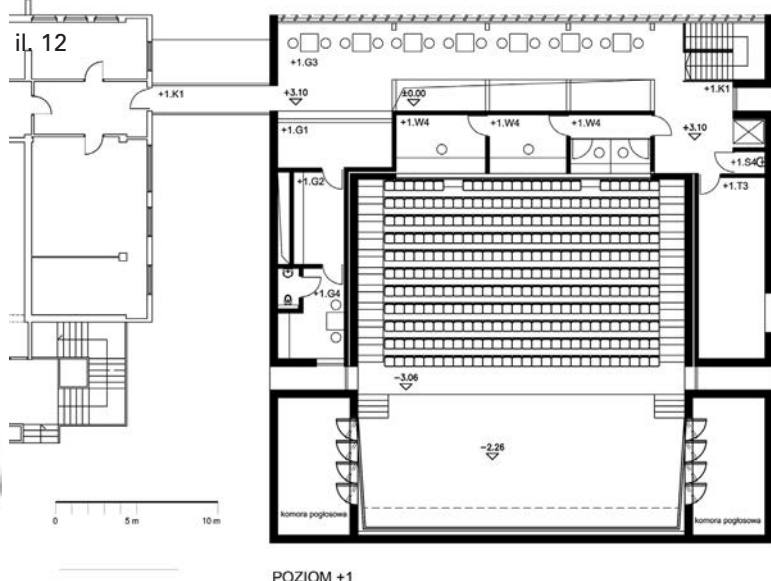 il. 12
+1.G3
+1.K1
+3.10
±0.00
+1.K1
+1.G1
+1.W4
+1.W4
+1.W4
+3.10
+1.S4
+1.G2
+1.T3
+1.G4
−3.06
−2.26
0 5 m 10 m
komora pogłosowa
komora pogłosowa
POZIOM +1